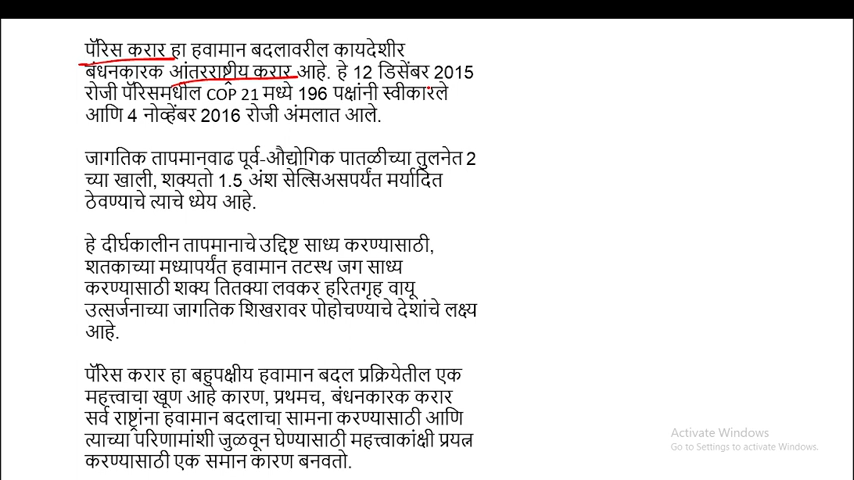 पॅरिस करार हा हवामान बदलावरील कायदेशीर
बंधनकारक आंतरराष्ट्रीय करार आहे. हे 12 डिसेंबर 2015
रोजी पॅरिसमधील COP 21 मध्ये 196 पक्षांनी स्वीकारले
आणि 4 नोव्हेंबर 2016 रोजी अंमलात आले.
जागतिक तापमानवाढ पूर्व-औद्योगिक पातळीच्या तुलनेत 2
च्या खाली, शक्यतो 1.5 अंश सेल्सिअसपर्यंत मर्यादित
ठेवण्याचे त्याचे ध्येय आहे.
हे दीर्घकालीन तापमानाचे उद्दिष्ट साध्य करण्यासाठी,
शतकाच्या मध्यापर्यंत हवामान तटस्थ जग साध्य
करण्यासाठी शक्य तितक्या लवकर हरितगृह वायू
उत्सर्जनाच्या जागतिक शिखरावर पोहोचण्याचे देशांचे लक्ष्य
आहे.
पॅरिस करार हा बहुपक्षीय हवामान बदल प्रक्रियेतील एक
महत्त्वाचा खूण आहे कारण, प्रथमच, बंधनकारक करार
सर्व राष्ट्रांना हवामान बदलाचा सामना करण्यासाठी आणि
त्याच्या परिणामांशी जुळवून घेण्यासाठी महत्त्वाकांक्षी प्रयत्न
करण्यासाठी एक समान कारण बनवतो.
Activate Windows
Go to Settings to activate Windows.